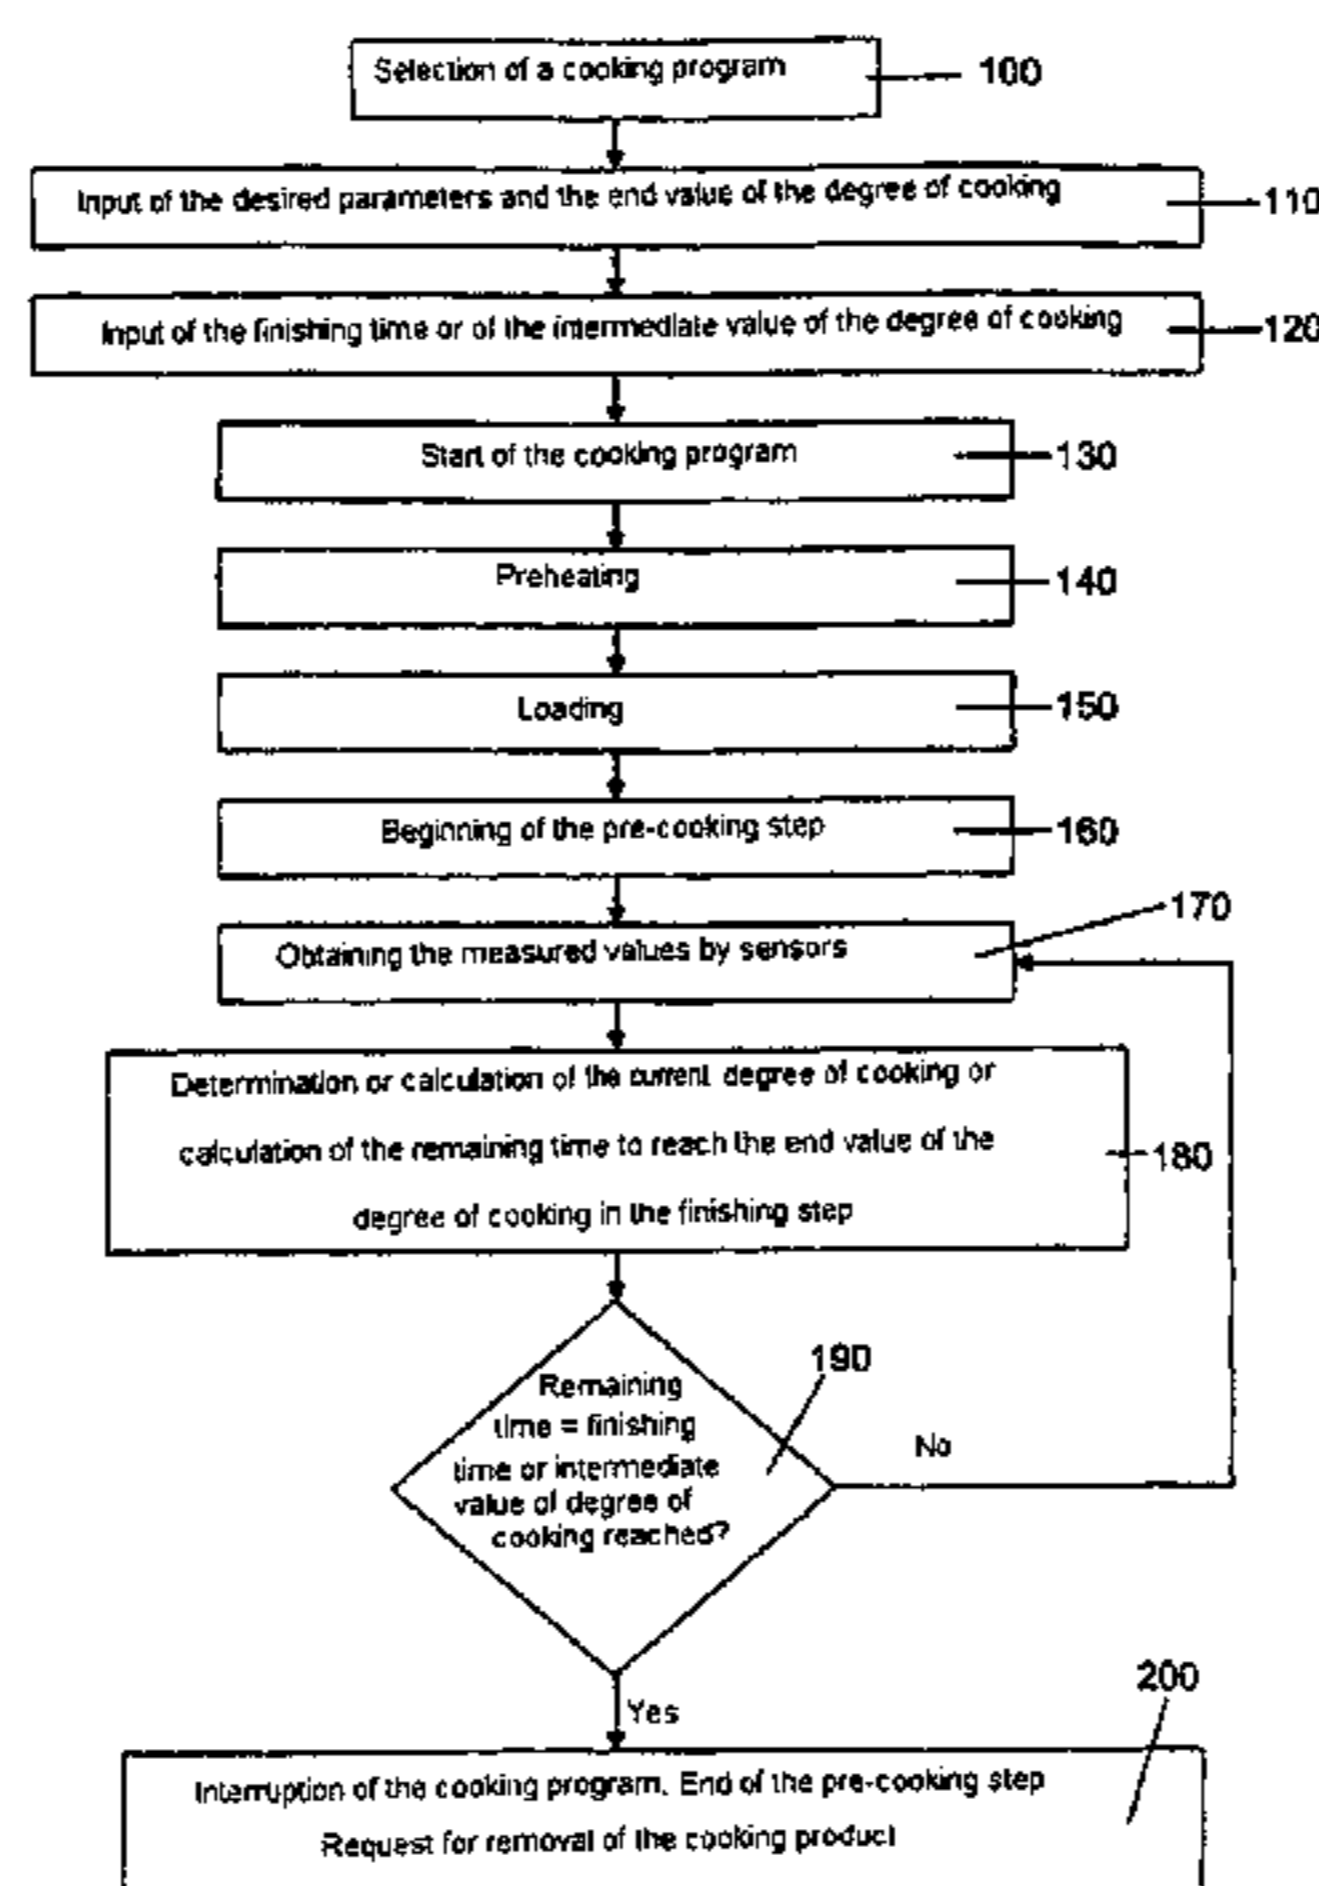 Selection of a cooking program
100
Input of the desired parameters and the end value of the degree of cooking
110
Input of the finishing time or of the intermediate value of the degree of cooking
120
Start of the cooking program
130
Preheating
140
Loading
150
Beginning of the pre-cooking step
160
170
Obtaining the measured values by sensors
Determination or calculation of the current degree of cooking or
calculation of the remaining time to reach the end value of the
180
degree of cooking in the finishing step
190
Remaining
time = finishing
time or intermediate
value of degree of
cooking reached?
No
Yes
200
Interruption of the cooking program. End of the pre-cooking step
Request for removal of the cooking product